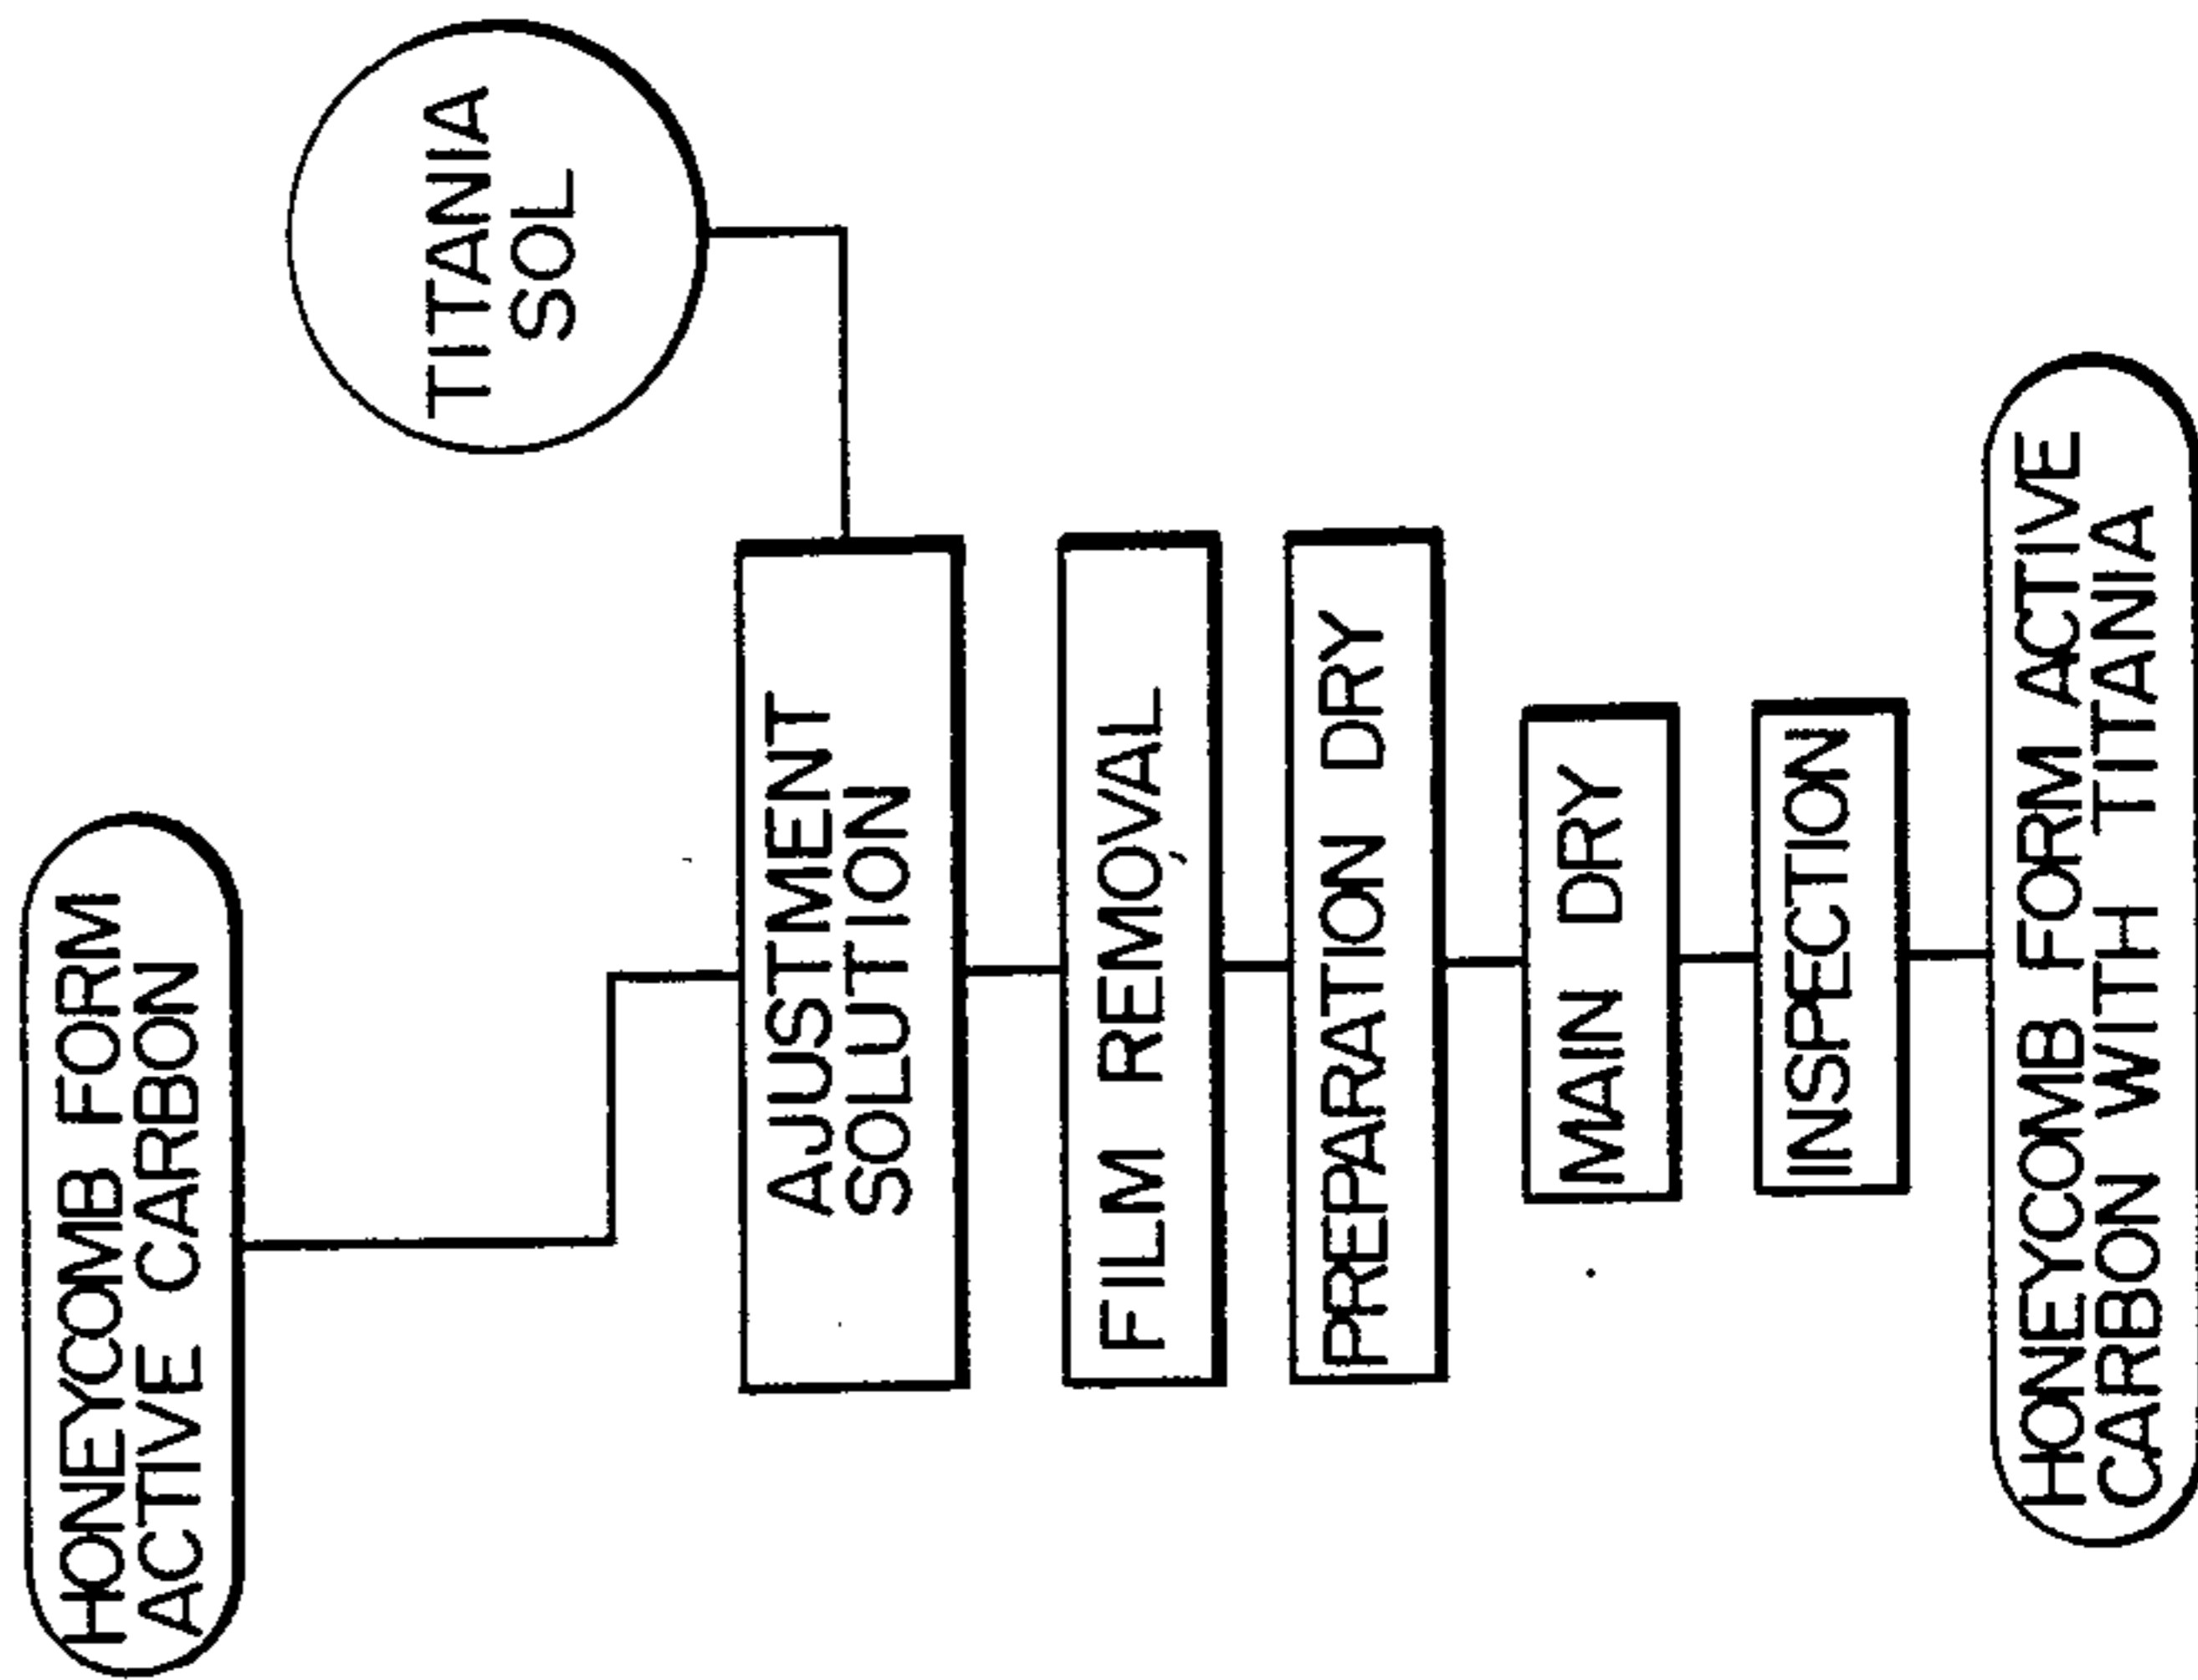 HONEYCOMB FORM
ACTIVE CARBON
TITANIA
SOL
AJUSTMENT
SOLUTION
FILM REMOVAL
PREPARATION DRY
MAIN DRY
INSPECTION
HONEYCOMB FORM ACTIVE
CARBON WITH TITANIA